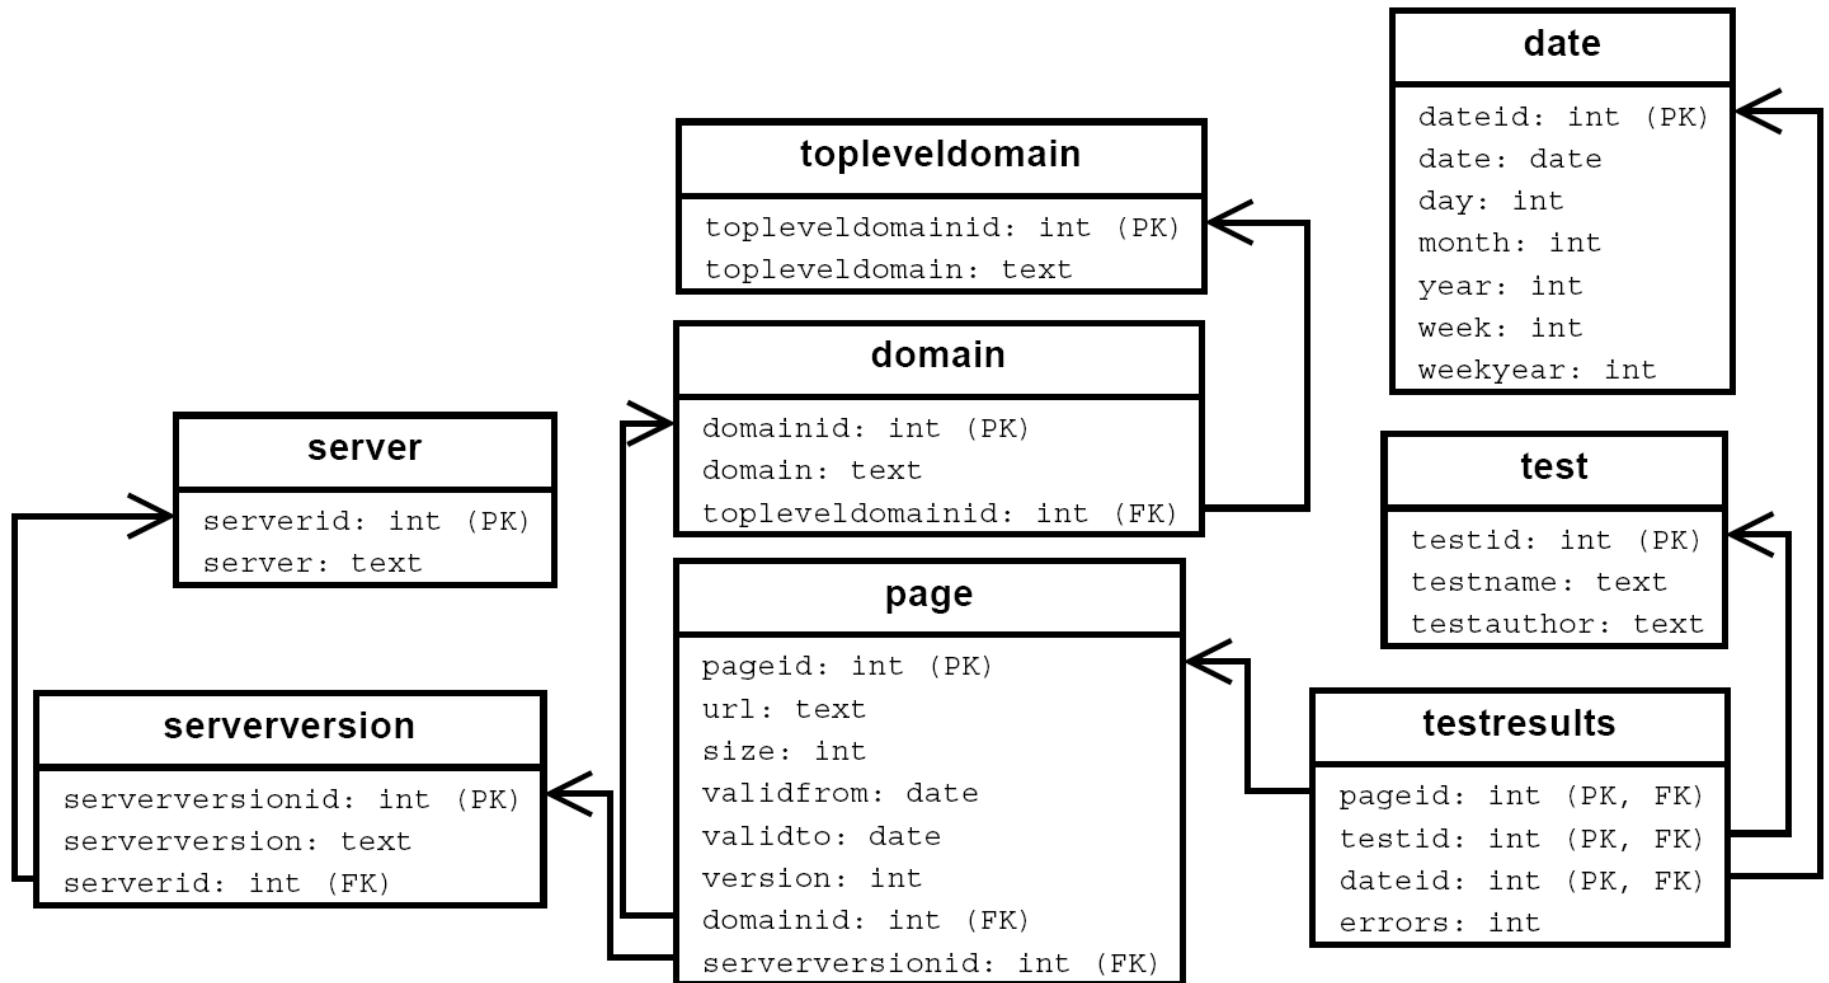 date
dateid: int (PK)
date: date
day: int
month: int
year: int
week: int
weekyear: int
topleveldomain
topleveldomainid: int (PK)
topleveldomain: text
domain
domainid: int (PK)
domain: text
topleveldomainid: int (FK)
server
serverid: int (PK)
server: text
test
testid: int (PK)
testname: text
testauthor: text
page
pageid: int (PK)
url: text
size: int
validfrom: date
validto: date
version: int
domainid: int (FK)
serverversionid: int (FK)
serverversion
serverversionid: int (PK)
serverversion: text
serverid: int (FK)
testresults
pageid: int (PK, FK)
testid: int (PK, FK)
dateid: int (PK, FK)
errors: int